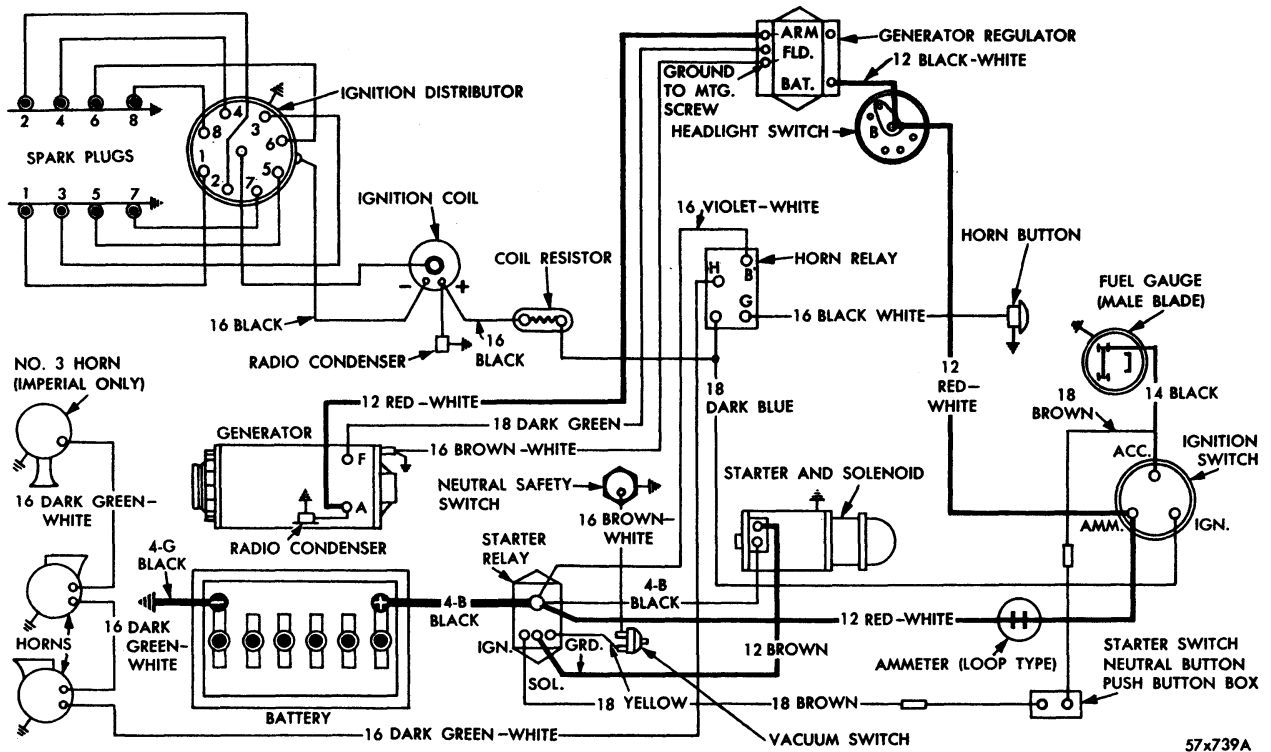 ARM
FLD.
BAT.
GENERATOR REGULATOR
12 BLACK-WHITE
GROUND
TO MTG.
SCREW
HEADLIGHT SWITCH
B
IGNITION DISTRIBUTOR
2 4 6 8
SPARK PLUGS
1 3 5 7
4
3
8
6
1
5
2
7
IGNITION COIL
- +
COIL RESISTOR
16 BLACK
16
BLACK
RADIO CONDENSER
16 VIOLET-WHITE
HORN RELAY
H
B
G
16 BLACK WHITE
HORN BUTTON
FUEL GAUGE
(MALE BLADE)
NO. 3 HORN
(IMPERIAL ONLY)
12 RED-WHITE
18
DARK BLUE
12
RED-
WHITE
18
BROWN
14 BLACK
18 DARK GREEN
GENERATOR
F
A
16 BROWN-WHITE
ACC.
IGNITION
SWITCH
AMM.
IGN.
16 DARK GREEN-
WHITE
RADIO CONDENSER
NEUTRAL SAFETY
SWITCH
16 BROWN-
WHITE
STARTER AND SOLENOID
STARTER
RELAY
4-G
BLACK
- +
4-B
BLACK
4-B
BLACK
12 RED-WHITE
AMMETER (LOOP TYPE)
HORNS
16 DARK
GREEN-
WHITE
IGN.
GRD.
SOL.
12 BROWN
STARTER SWITCH
NEUTRAL BUTTON
PUSH BUTTON BOX
BATTERY
18 YELLOW
18 BROWN
16 DARK GREEN-WHITE
VACUUM SWITCH
57x739A